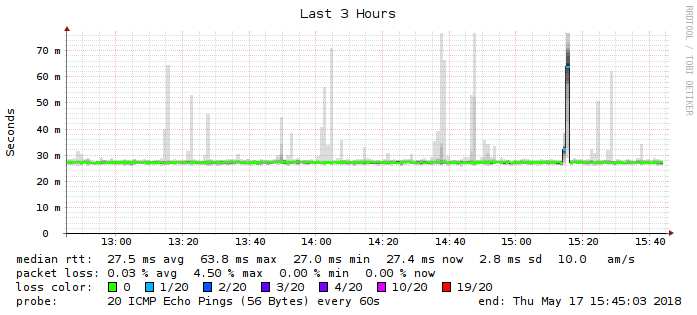 Last 3 Hours
RRDTOOL / TOBI OETIKER
Seconds
70 m
60 m
50 m
40 m
30 m
20 m
10 m
0
13:00 13:20 13:40 14:00 14:20 14:40 15:00 15:20 15:40
median rtt: 27.5 ms avg 63.8 ms max 27.0 ms min 27.4 ms now 2.8 ms sd 10.0 am/s
packet loss: 0.03 % avg 4.50 % max 0.00 % min 0.00 % now
loss color: 0 1/20 2/20 3/20 4/20 10/20 19/20
probe: 20 ICMP Echo Pings (56 Bytes) every 60s end: Thu May 17 15:45:03 2018